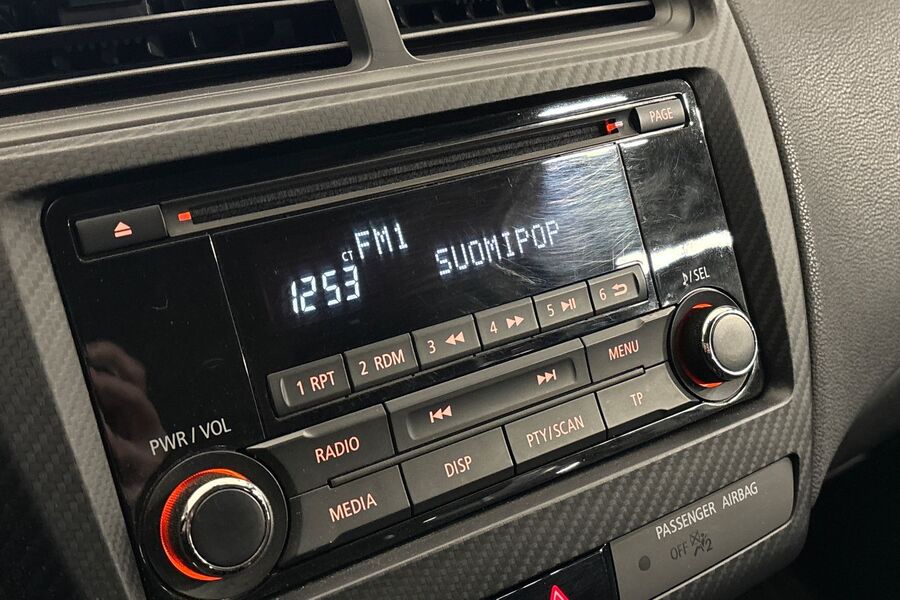 PAGE
CT
FM1
1253
SUOMIPOP
♪/SEL
1 RPT
2 RDM
3
4
5
6
PWR / VOL
RADIO
MENU
MEDIA
DISP
PTY/SCAN
TP
PASSENGER AIRBAG
OFF
2